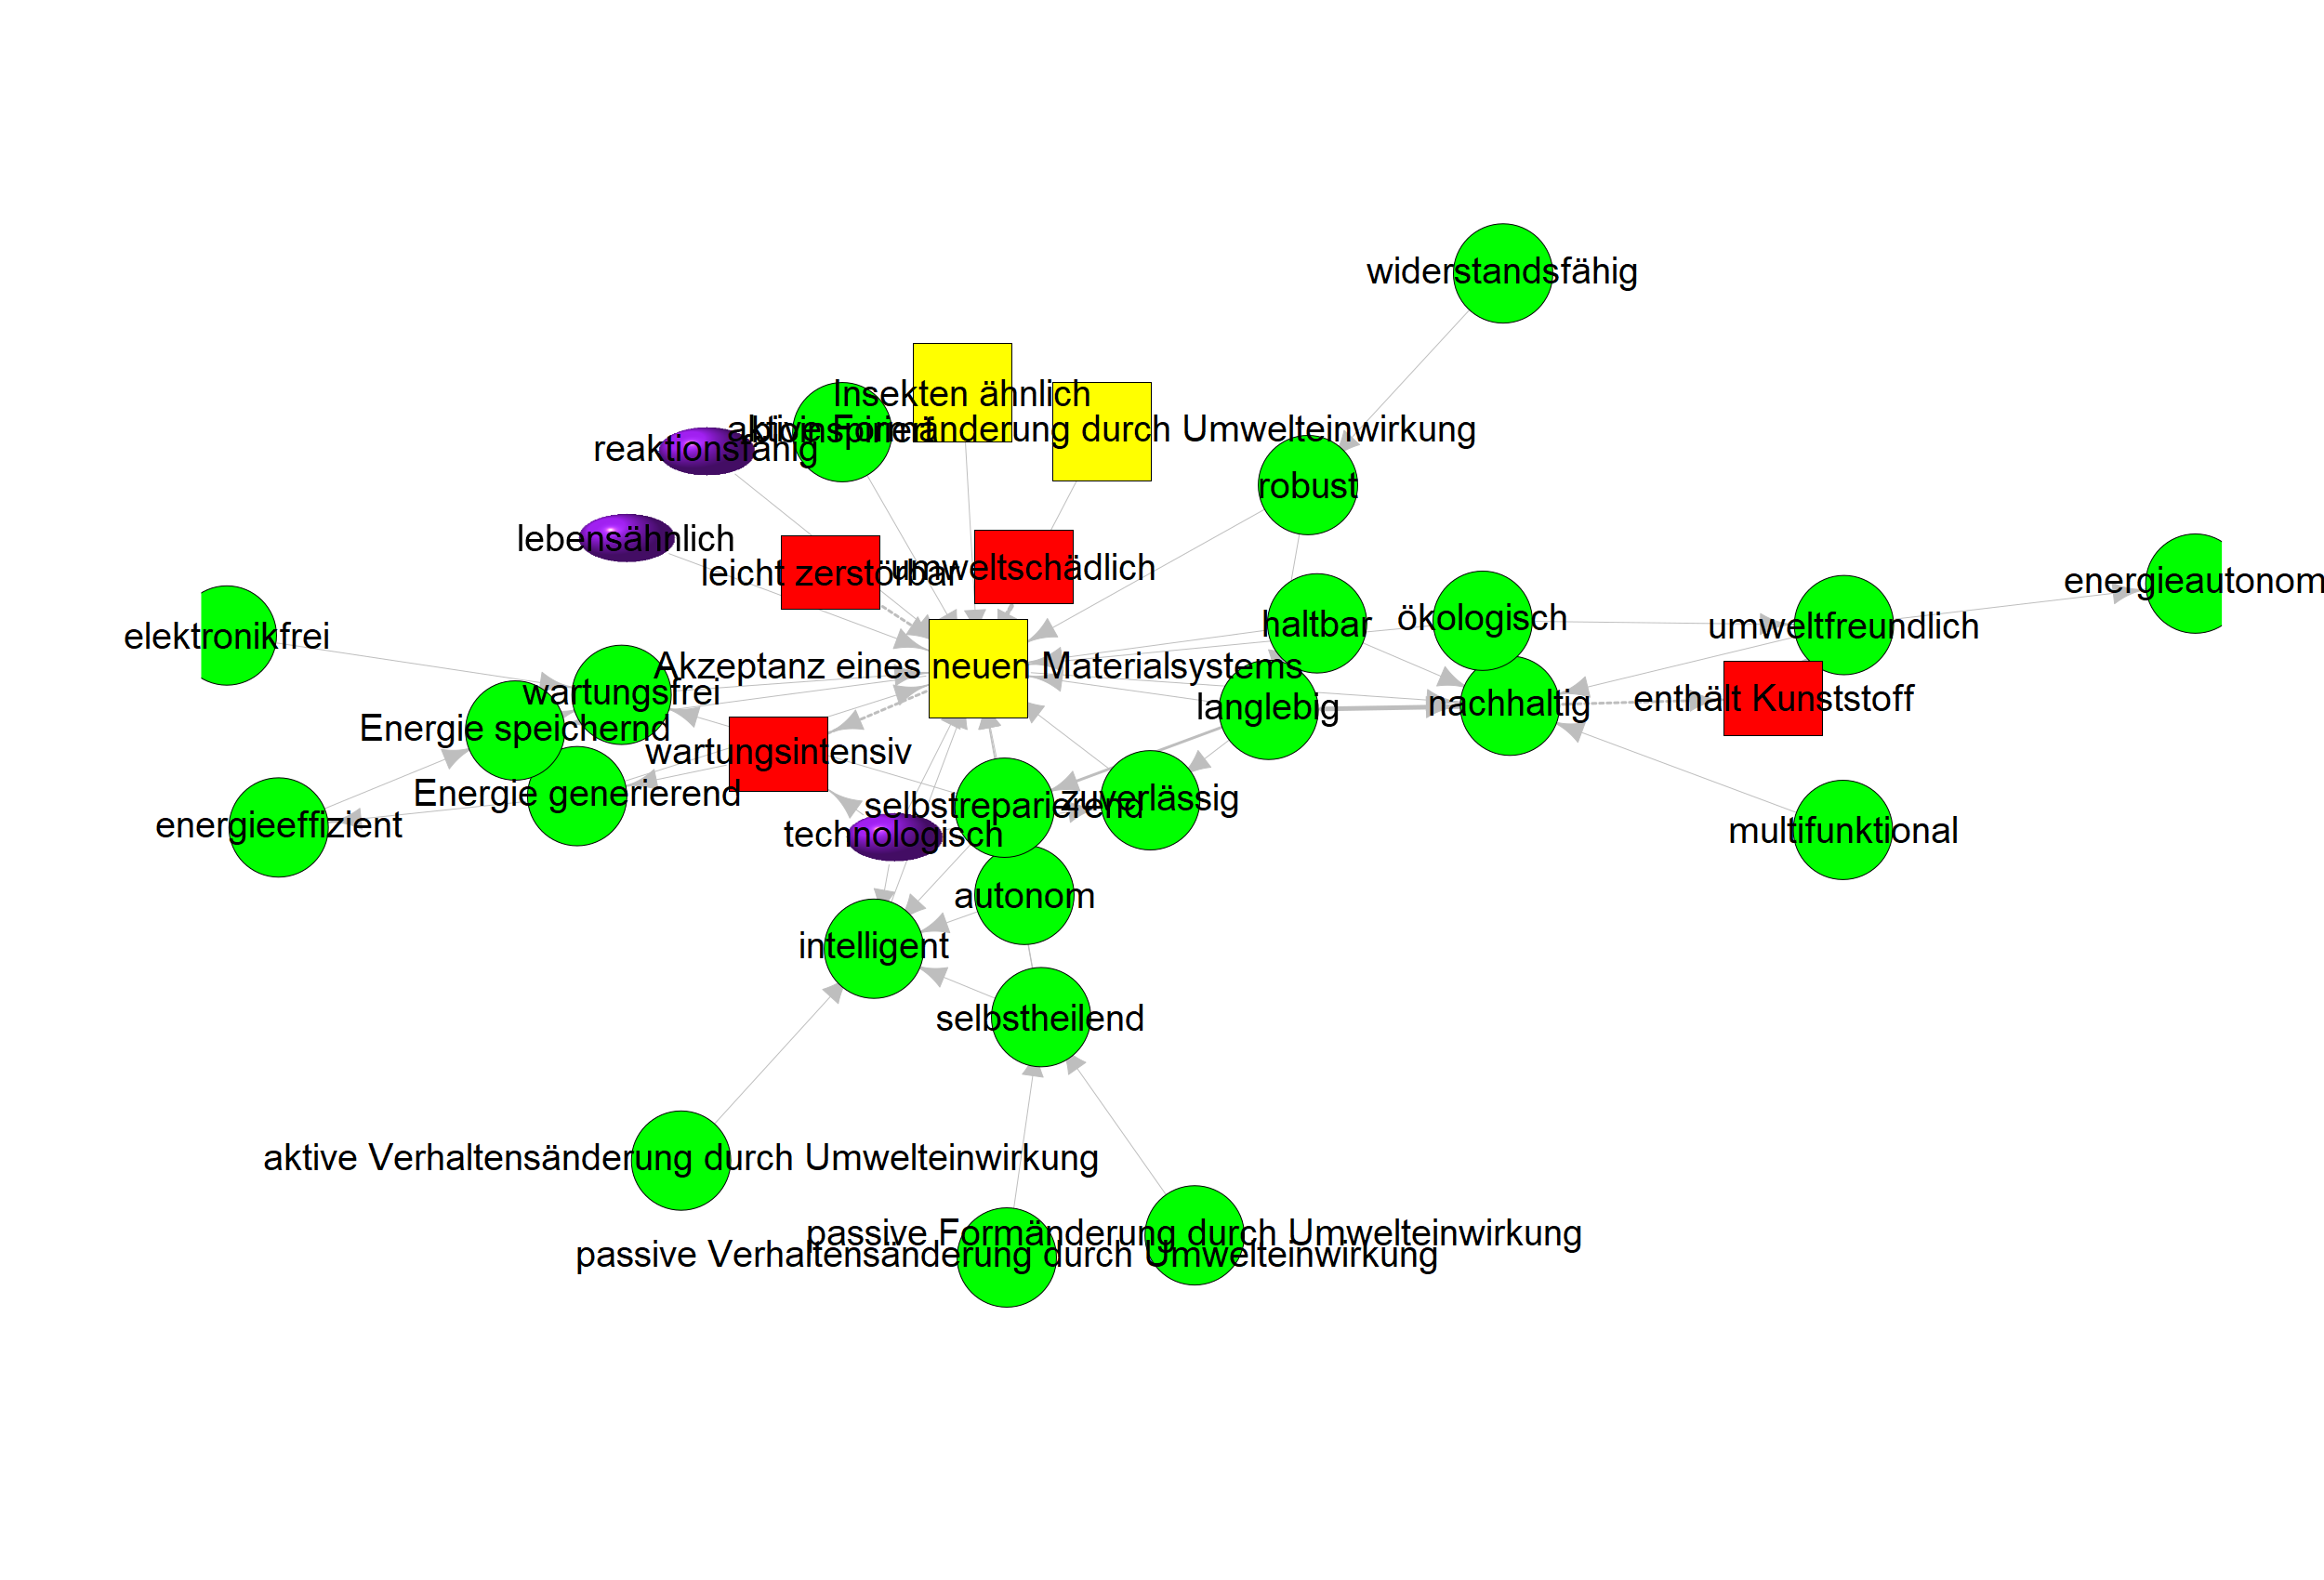 widerstandsfähig
Insekten ähnlich
aktive Formänderung durch Umwelteinwirkung
bioinspiriert
reaktionsfähig
robust
lebensähnlich
leicht zerstörbar
umweltschädlich
energieautonom
haltbar
ökologisch
umweltfreundlich
elektronikfrei
Akzeptanz eines neuen Materialsystems
wartungsfrei
langlebig
nachhaltig
enthält Kunststoff
Energie speichernd
wartungsintensiv
Energie generierend
selbstreparierend
zuverlässig
energieeffizient
technologisch
multifunktional
autonom
intelligent
selbstheilend
aktive Verhaltensänderung durch Umwelteinwirkung
passive Formänderung durch Umwelteinwirkung
passive Verhaltensänderung durch Umwelteinwirkung